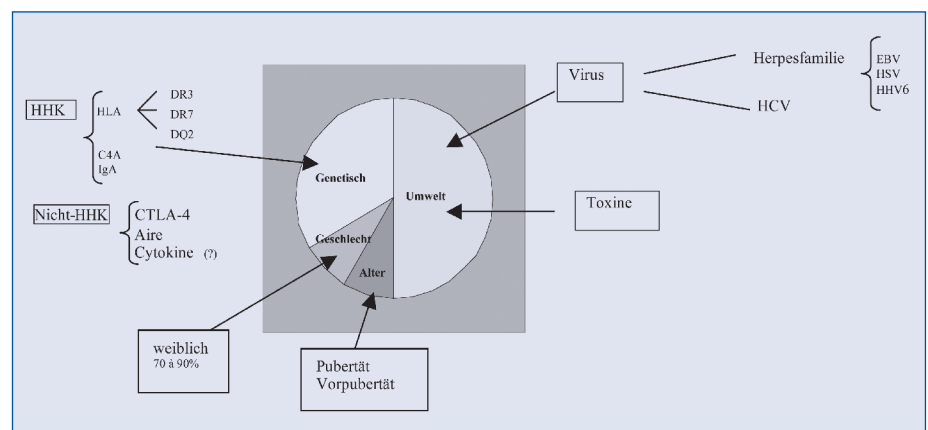 Virus
Herpesfamilie
EBV
HSV
HHV6
HCV
HHK
HLA
DR3
DR7
DQ2
C4A
IgA
Genetisch
Umwelt
Toxine
Nicht-HHK
CTLA-4
Aire
Cytokine (?)
Geschlecht
Alter
weiblich
70 à 90%
Pubertät
Vorpubertät